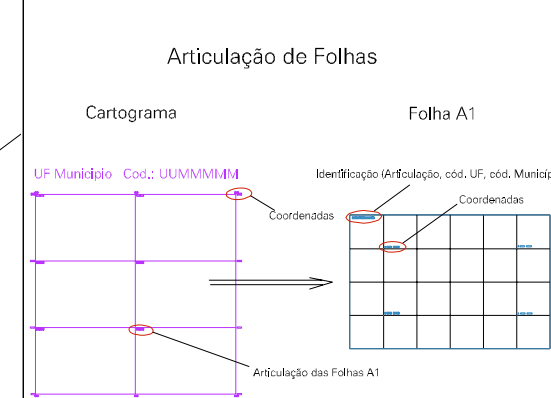 Articulação de Folhas
Cartograma
Folha A1
UF Municipio Cod.: UUMMMMM
Identificação (Articulação, cód. UF, cód. Municíp
Coordenadas
Coordenadas
Articulação das Folhas A1